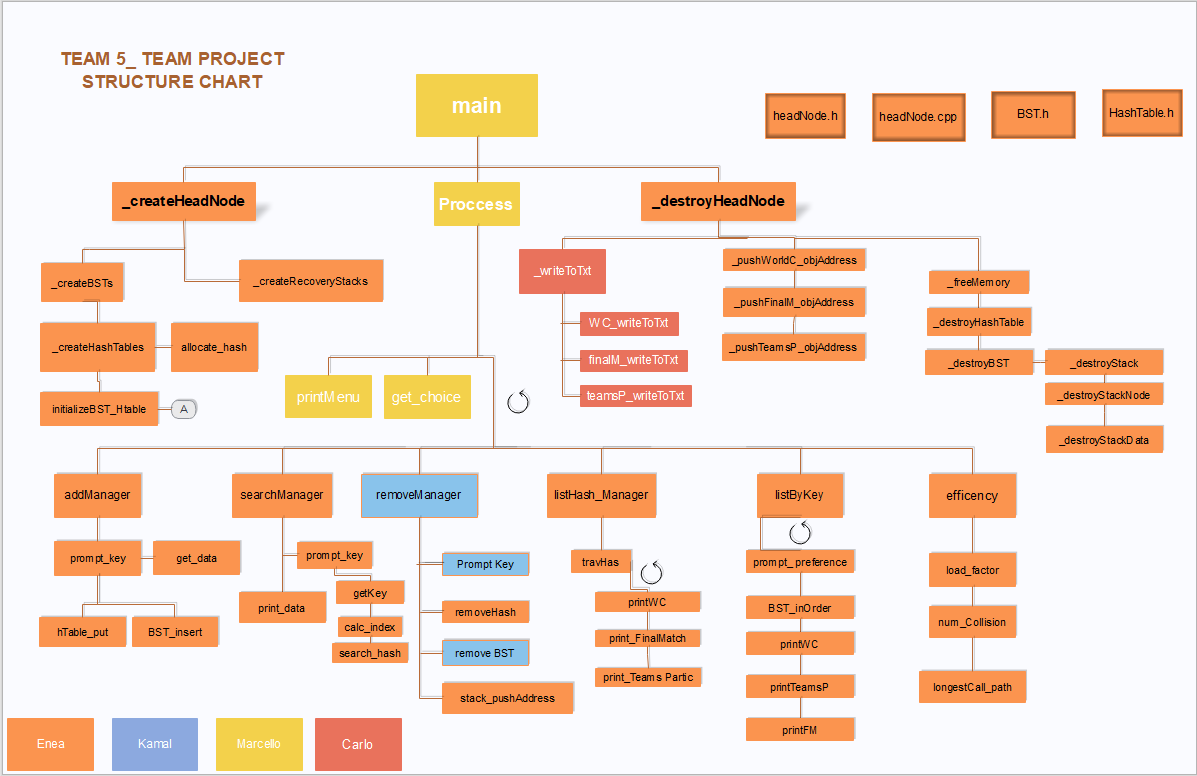 TEAM 5_ TEAM PROJECT
STRUCTURE CHART
main
headNode.h
headNode.cpp
BST.h
HashTable.h
_createHeadNode
Proccess
_destroyHeadNode
_createBSTs
_createRecoveryStacks
_createHashTables
allocate_hash
initializeBST_Htable
A
_writeToTxt
WC_writeToTxt
finalM_writeToTxt
teamsP_writeToTxt
_pushWorldC_objAddress
_pushFinalM_objAddress
_pushTeamsP_objAddress
_freeMemory
_destroyHashTable
_destroyBST
_destroyStack
_destroyStackNode
_destroyStackData
printMenu
get_choice
addManager
prompt_key
get_data
hTable_put
BST_insert
searchManager
prompt_key
print_data
getKey
calc_index
search_hash
removeManager
Prompt Key
removeHash
remove BST
stack_pushAddress
listHash_Manager
travHas
printWC
print_FinalMatch
print_Teams Partic
listByKey
prompt_ preference
BST_inOrder
printWC
printTeamsP
printFM
efficency
load_factor
num_Collision
longestCall_path
Enea
Kamal
Marcello
Carlo